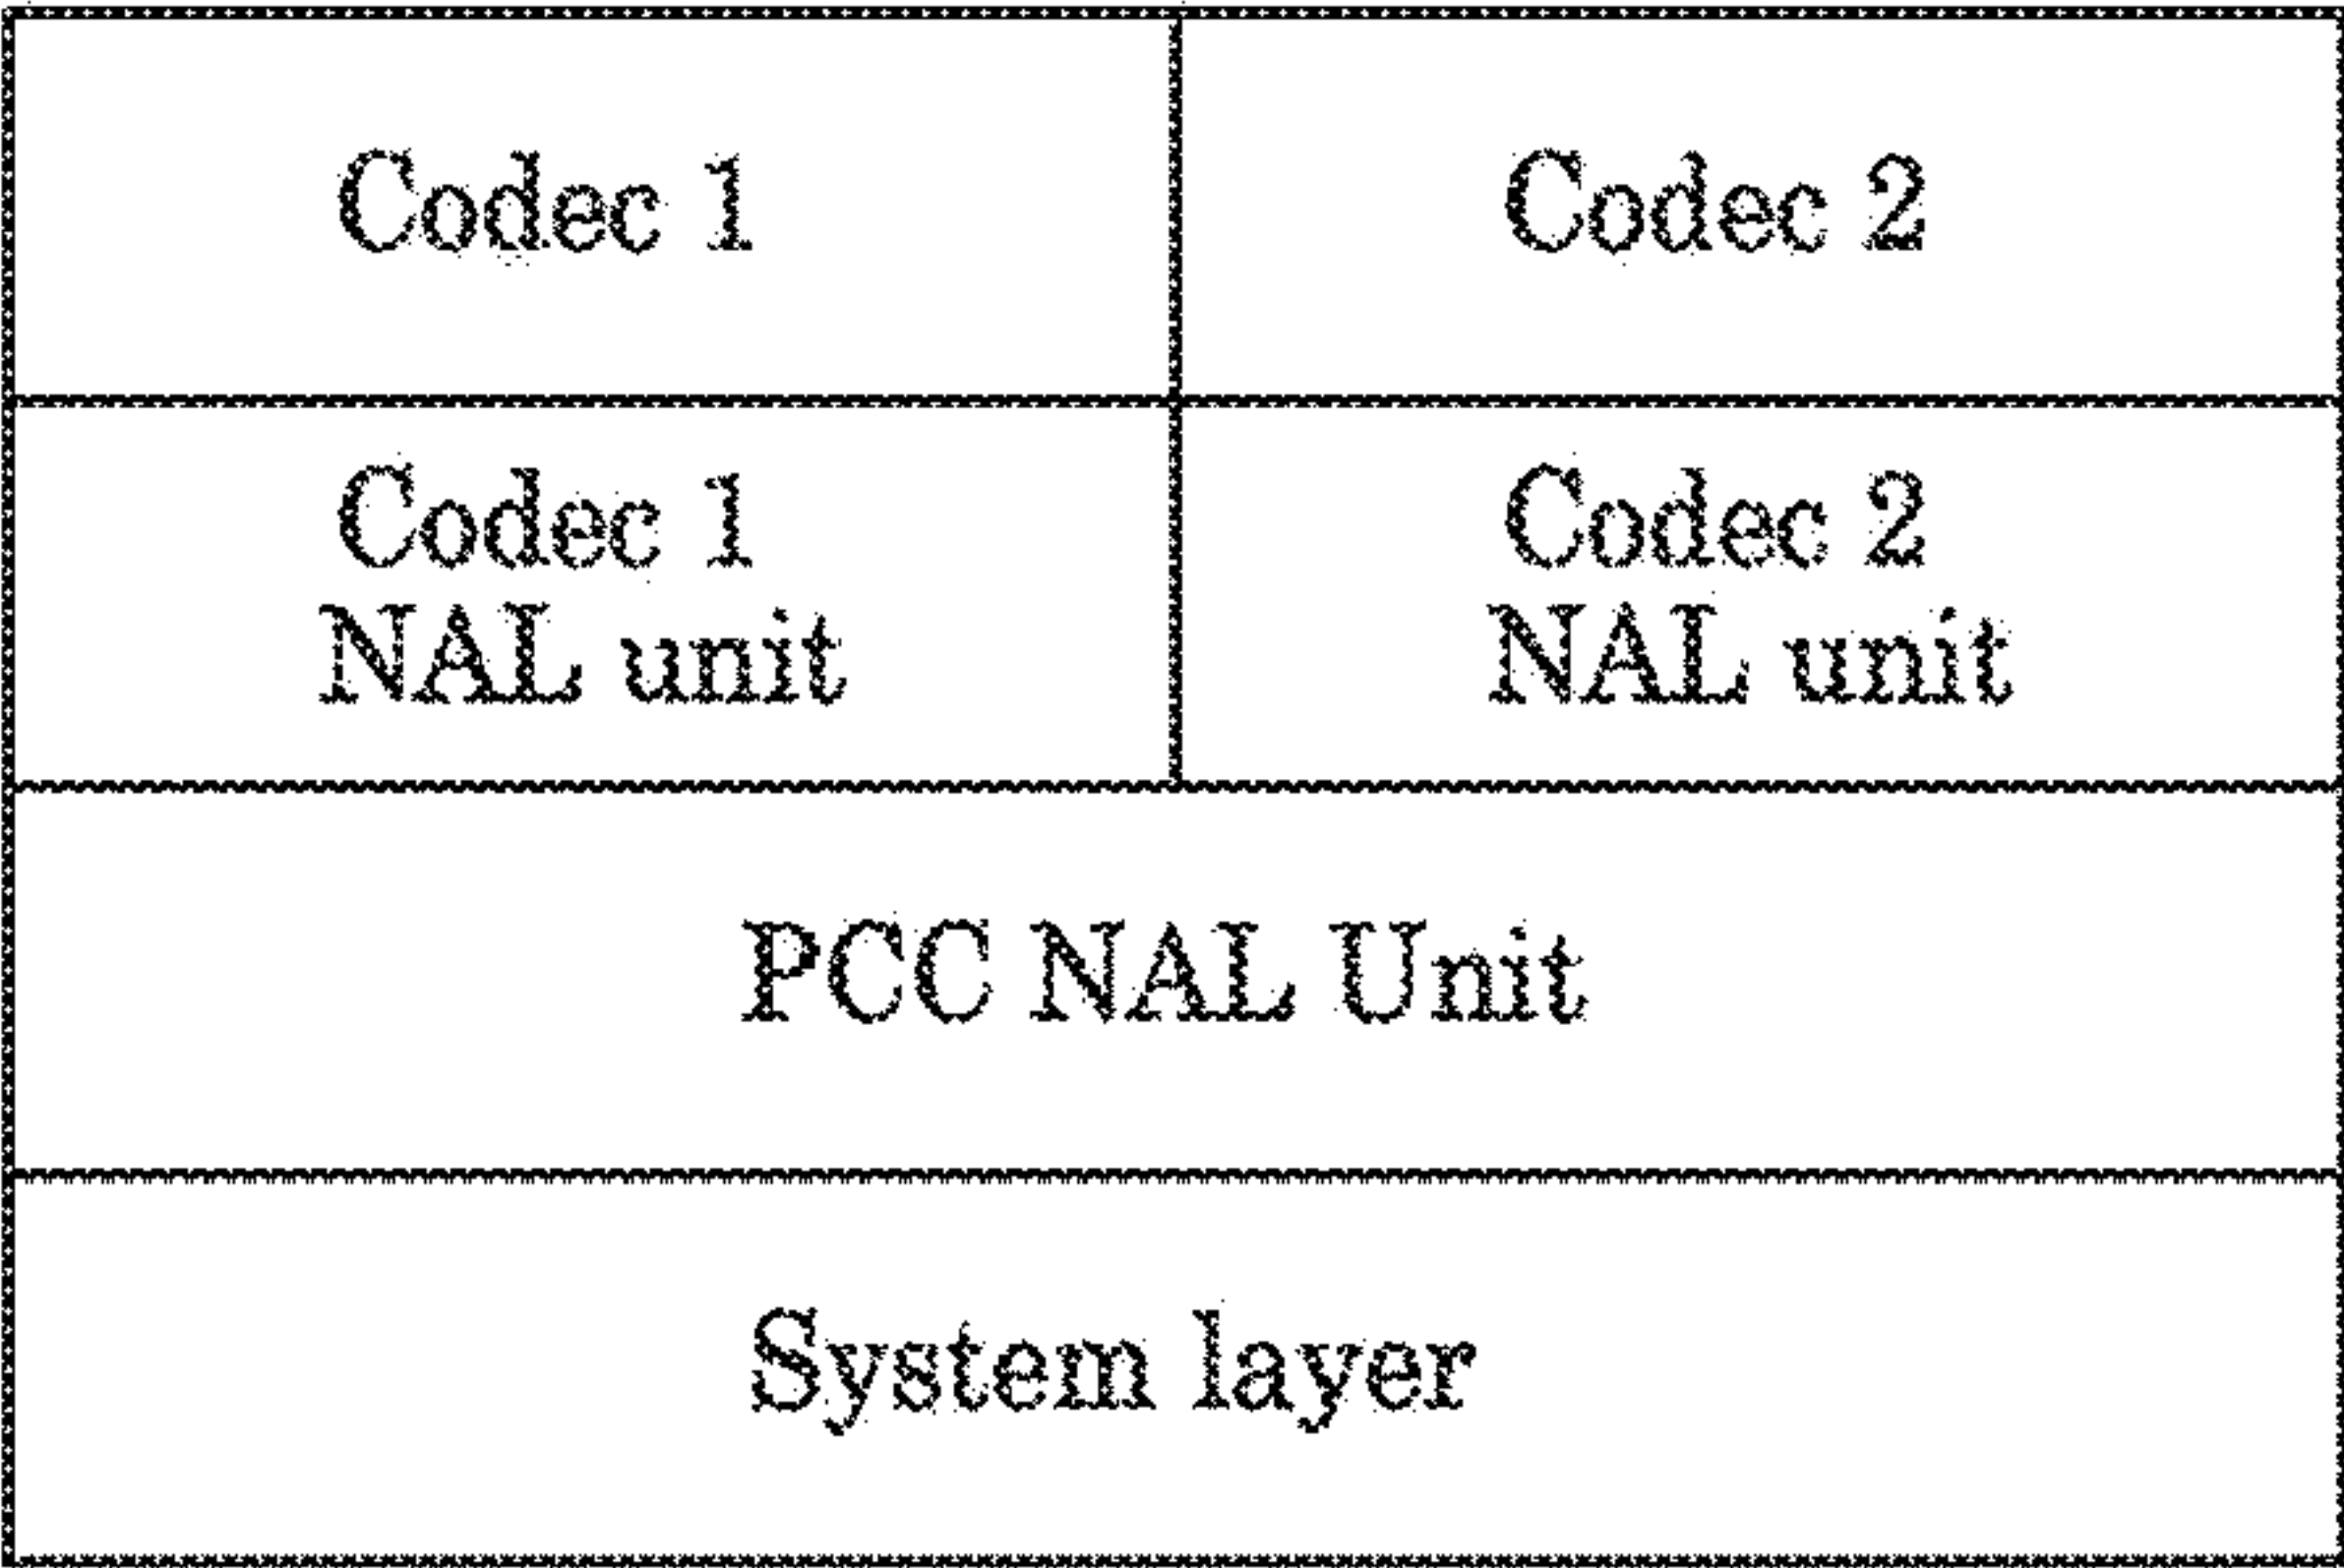 Codec 1
Codec 2
Codec 1
NAL unit
Codec 2
NAL unit
PCC NAL Unit
System layer